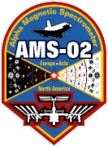 Alpha Magnetic Spectrometer
AMS-02
Europe • Asia
North America